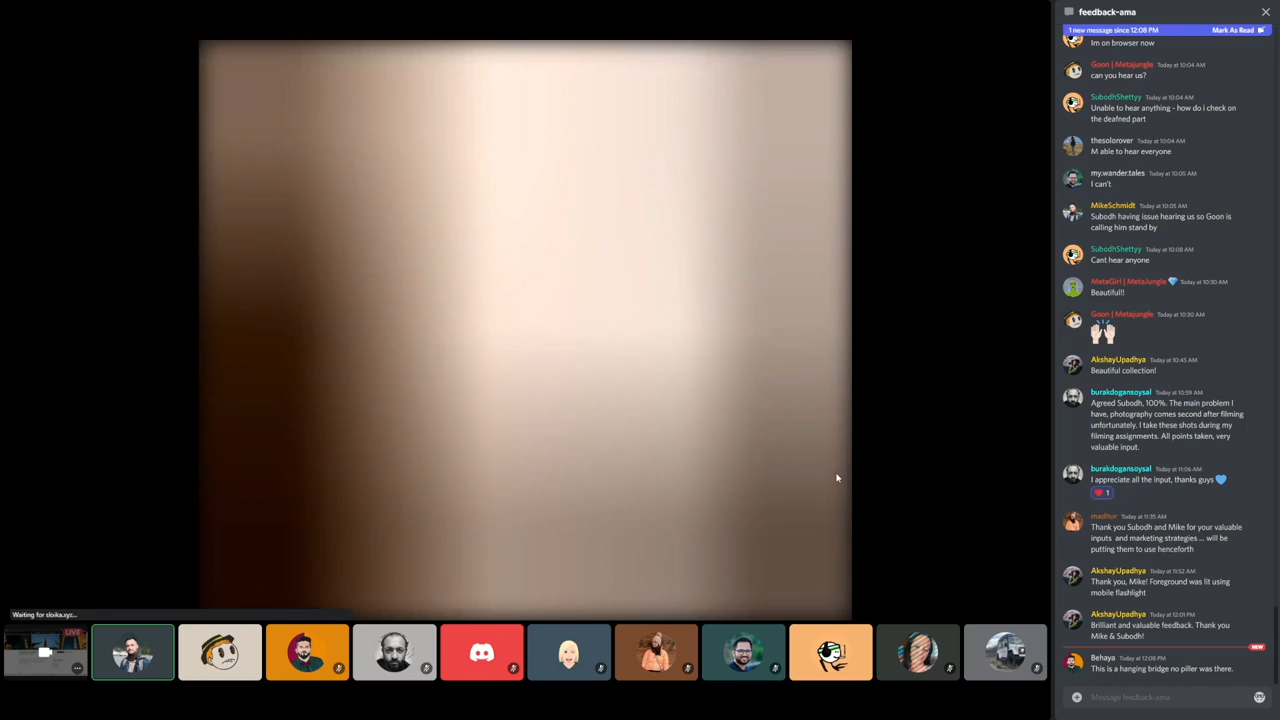 feedback-ama
1 new message since 12:08 PM
Mark As Read
Im on browser now
Goon | Metajungle Today at 10:04 AM
can you hear us?
SubodhShettyy Today at 10:04 AM
Unable to hear anything - how do i check on
the deafned part
thesolorover Today at 10:04 AM
M able to hear everyone
my.wander.tales Today at 10:05 AM
I can't
MikeSchmidt Today at 10:05 AM
Subodh having issue hearing us so Goon is
calling him stand by
SubodhShettyy Today at 10:08 AM
Cant hear anyone
MetaGirl | MetaJungle 💎 Today at 10:30 AM
Beautiful!!
Goon | Metajungle Today at 10:30 AM
🙌🏻
AkshayUpadhya Today at 10:45 AM
Beautiful collection!
burakdogansoysal Today at 10:59 AM
Agreed Subodh, 100%. The main problem I
have, photography comes second after filming
unfortunately. I take these shots during my
filming assignments. All points taken, very
valuable input.
burakdogansoysal Today at 11:06 AM
I appreciate all the input, thanks guys 💙
❤️ 1
madhur Today at 11:35 AM
Thank you Subodh and Mike for your valuable
inputs and marketing strategies ... will be
putting them to use henceforth
AkshayUpadhya Today at 11:52 AM
Thank you, Mike! Foreground was lit using
mobile flashlight
AkshayUpadhya Today at 12:01 PM
Brilliant and valuable feedback. Thank you
Mike & Subodh!
NEW
Behaya Today at 12:08 PM
This is a hanging bridge no piller was there.
Message feedback-ama
Waiting for sloika.xyz...
LIVE